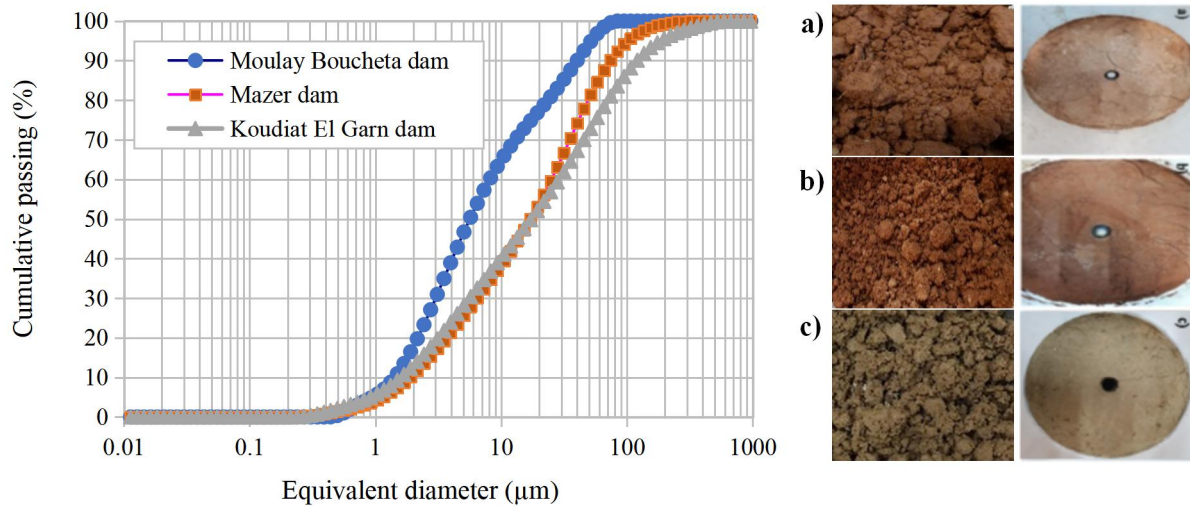 100
90
80
70
60
50
40
30
20
10
0
Cumulative passing (%)
Moulay Boucheta dam
Mazer dam
Koudiat El Garn dam
0.01 0.1 1 10 100 1000
Equivalent diameter (µm)
a)
b)
c)
a)
b)
c)